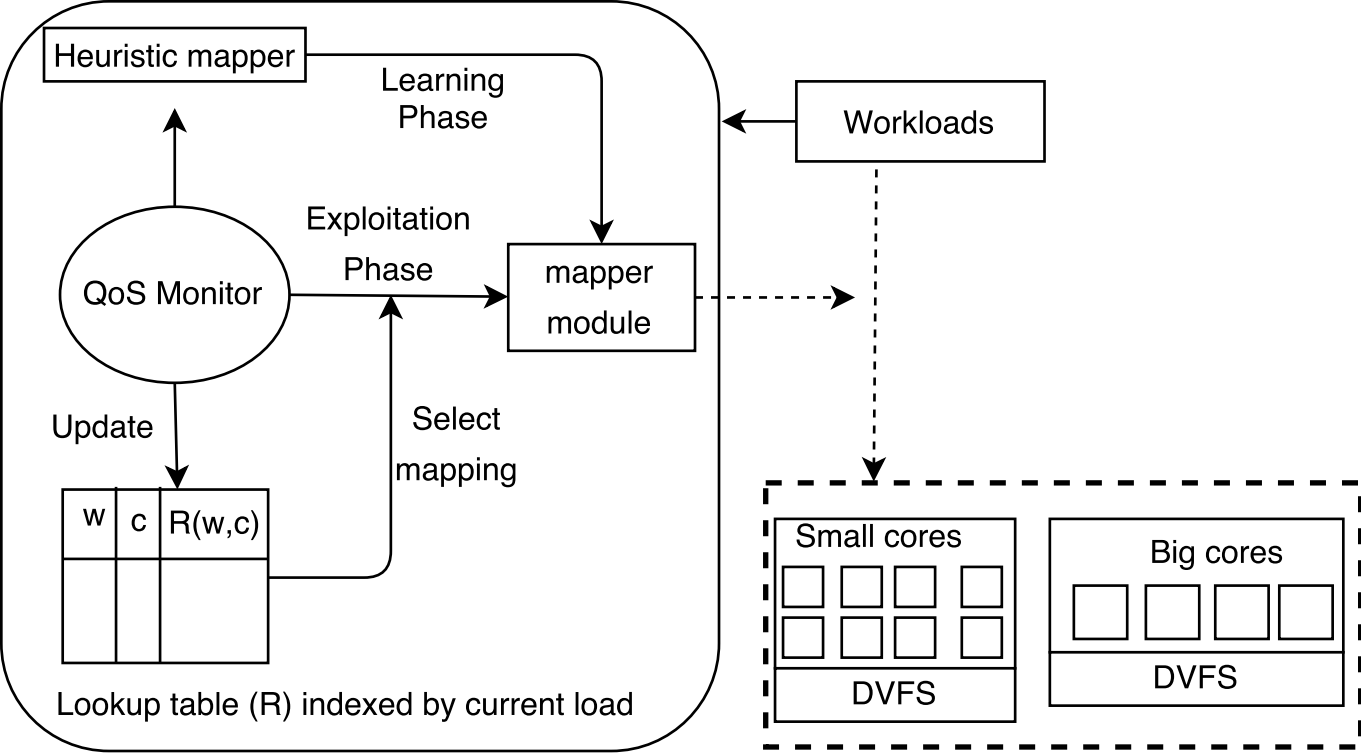 Heuristic mapper
Learning
Phase
Workloads
Exploitation
Phase
QoS Monitor
mapper
module
Update
Select
mapping
w
c
R(w,c)
Small cores
Big cores
DVFS
DVFS
Lookup table (R) indexed by current load